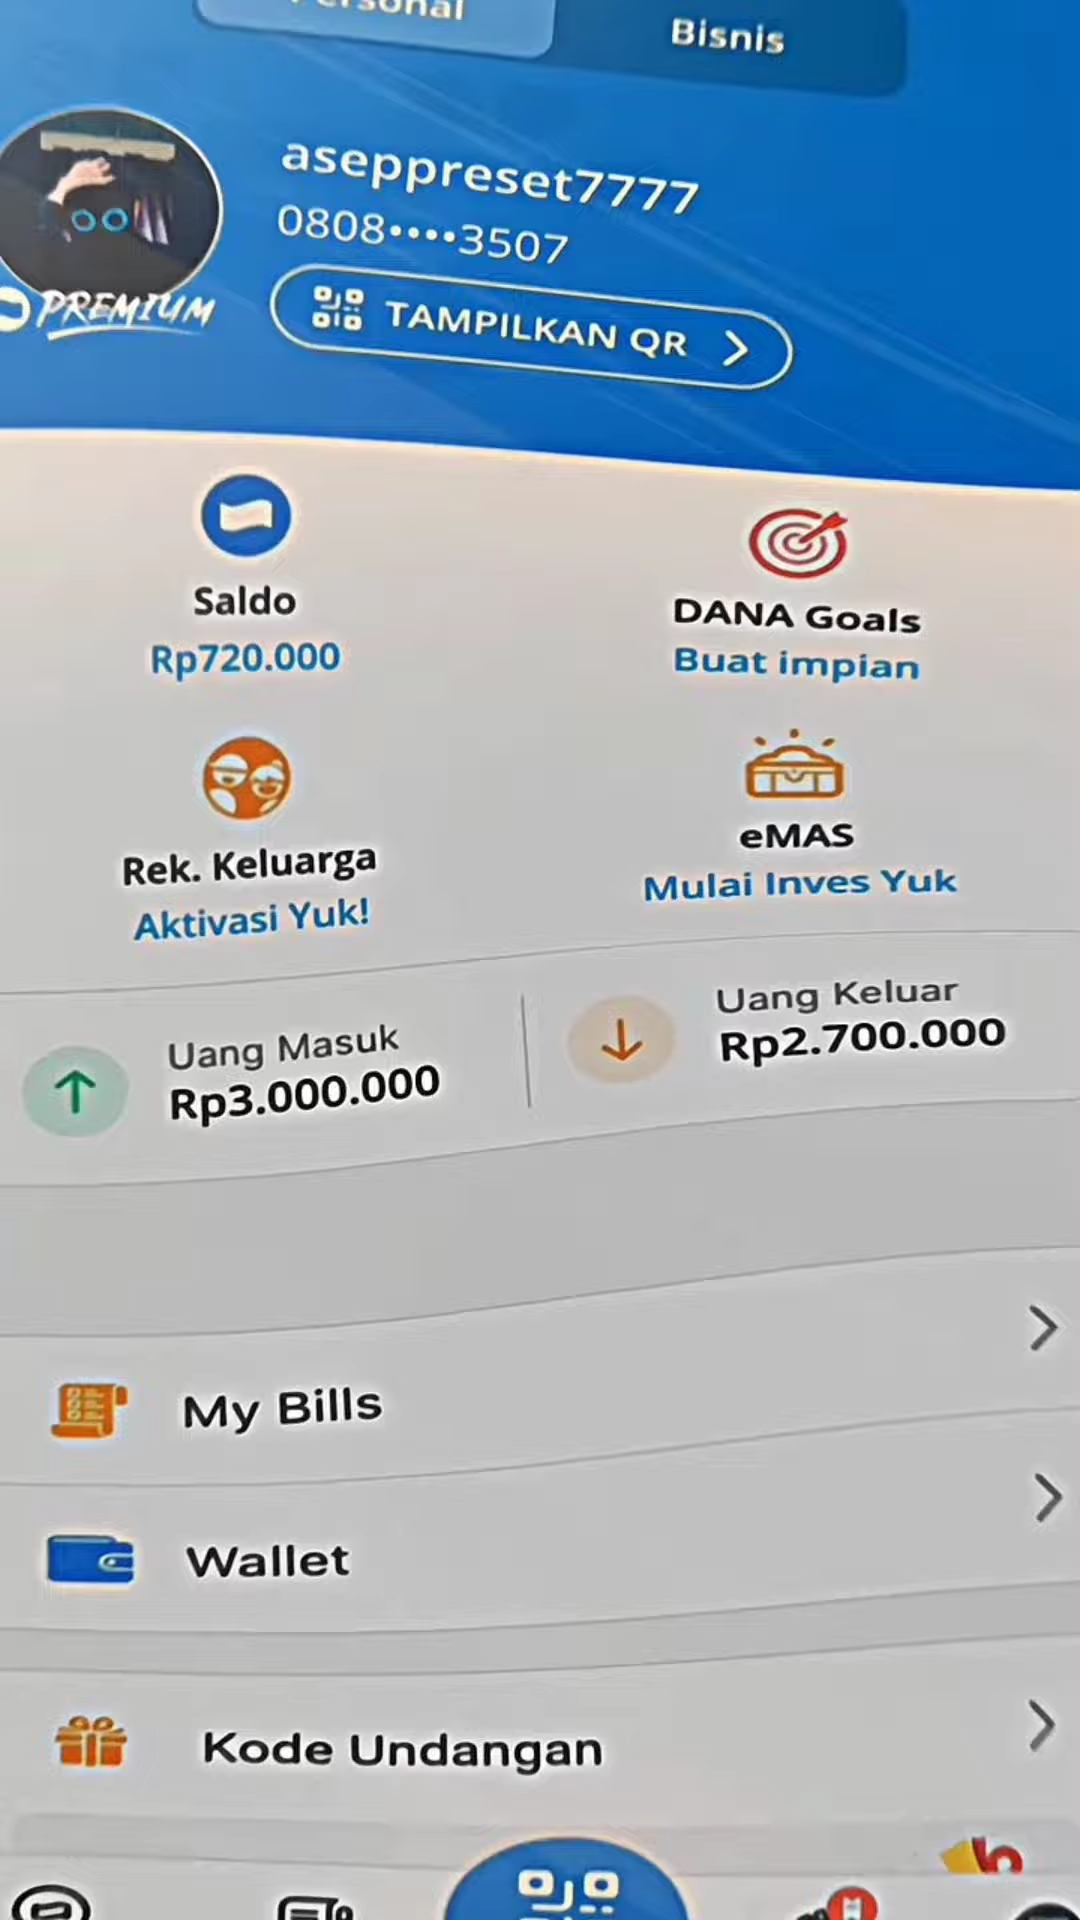 Personal
Bisnis
aseppreset7777
0808••••3507
PREMIUM
TAMPILKAN QR
Saldo
Rp720.000
DANA Goals
Buat impian
Rek. Keluarga
Aktivasi Yuk!
eMAS
Mulai Inves Yuk
Uang Masuk
Rp3.000.000
Uang Keluar
Rp2.700.000
My Bills
Wallet
Kode Undangan